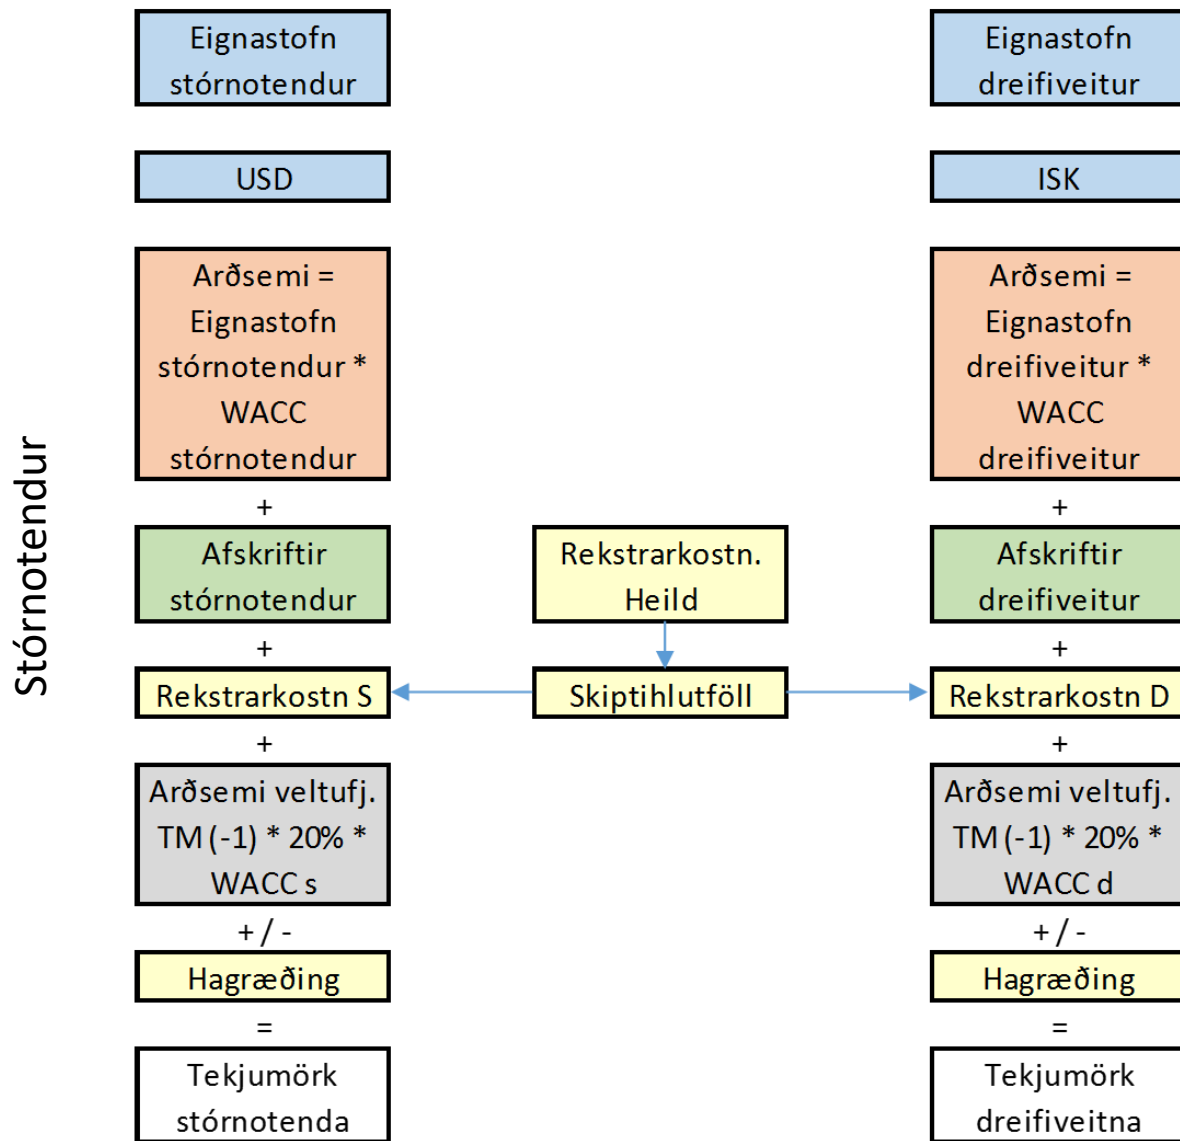 Stórnotendur
Eignastofn
stórnotendur
USD
Arðsemi =
Eignastofn
stórnotendur *
WACC
stórnotendur
+
Afskriftir
stórnotendur
+
Rekstrarkostn S
+
Arðsemi veltufj.
TM (-1) * 20% *
WACC s
+ / -
Hagræðing
=
Tekjumörk
stórnotenda
Rekstrarkostn.
Heild
Skiptihlutföll
Eignastofn
dreifiveitur
ISK
Arðsemi =
Eignastofn
dreifiveitur *
WACC
dreifiveitur
+
Afskriftir
dreifiveitur
+
Rekstrarkostn D
+
Arðsemi veltufj.
TM (-1) * 20% *
WACC d
+ / -
Hagræðing
=
Tekjumörk
dreifiveitna